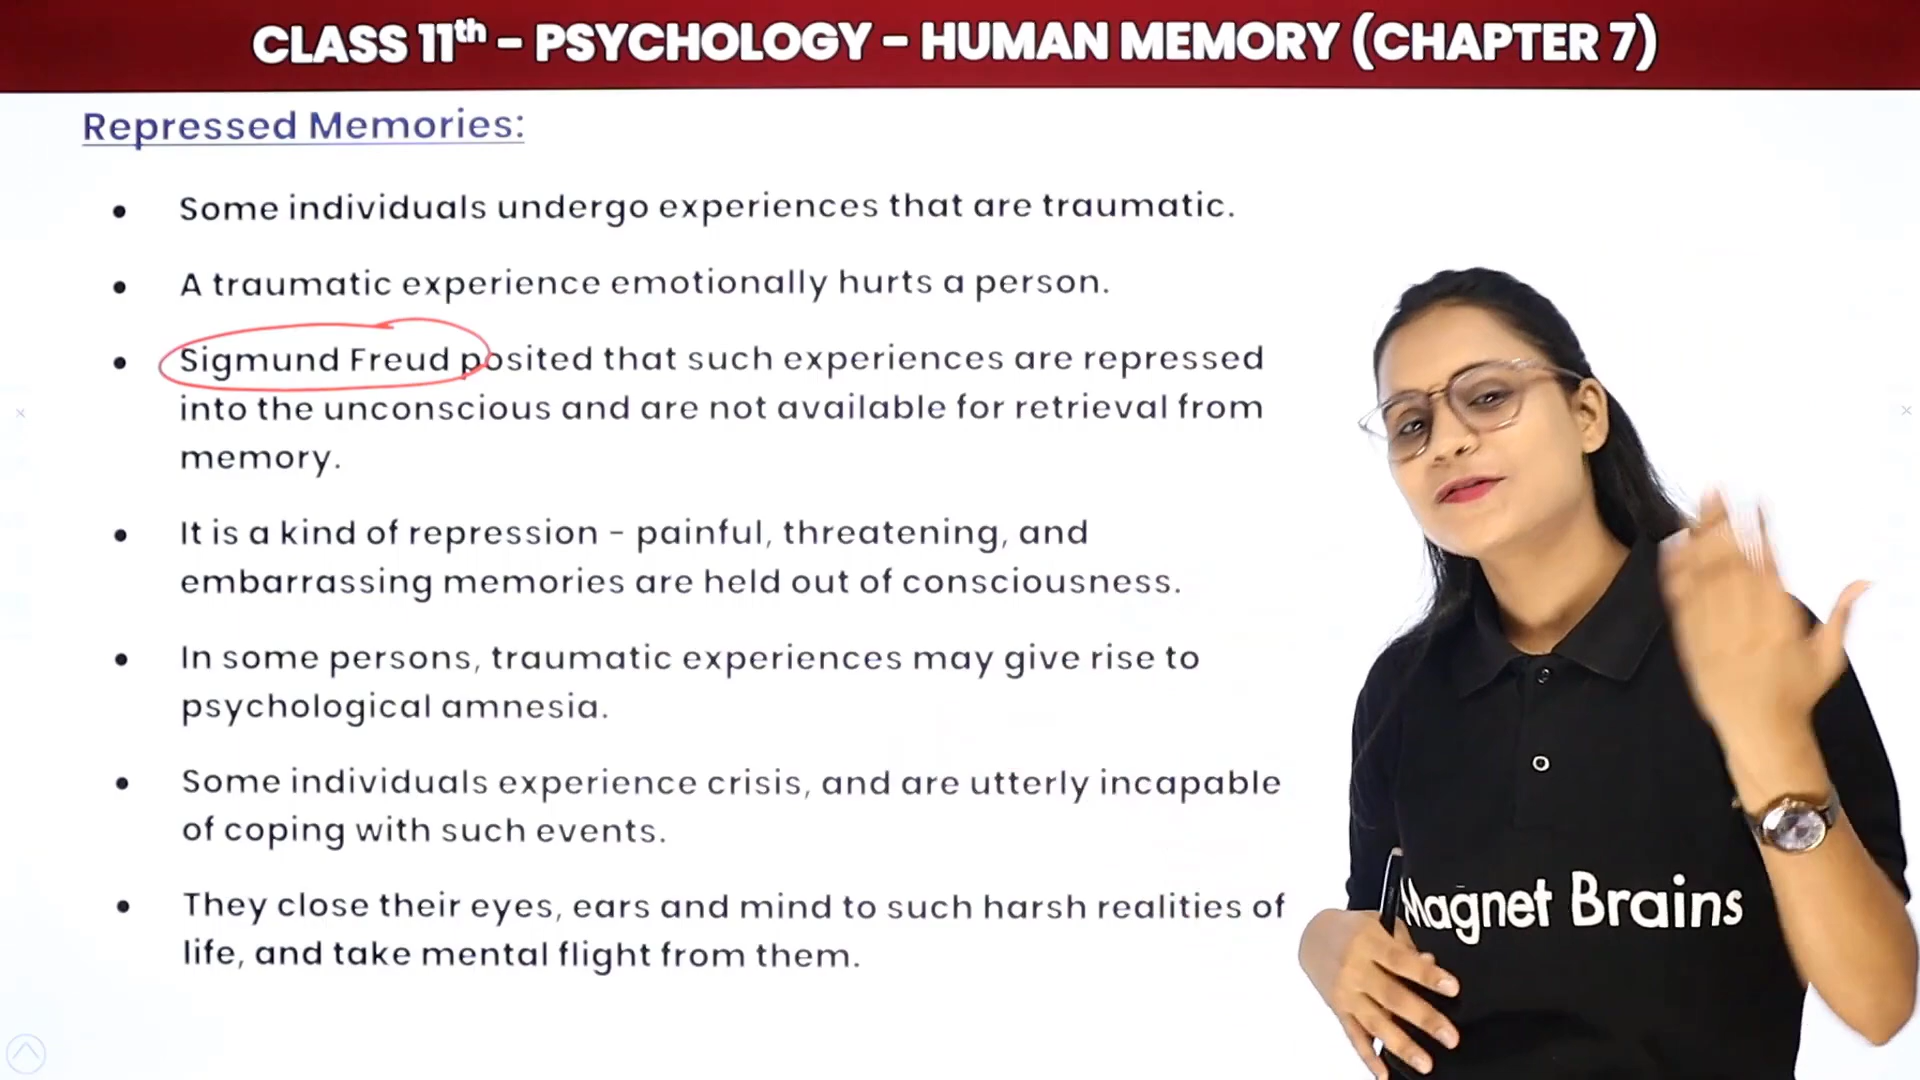 CLASS 11th – PSYCHOLOGY – HUMAN MEMORY (CHAPTER 7)
Repressed Memories:
• Some individuals undergo experiences that are traumatic.
• A traumatic experience emotionally hurts a person.
• Sigmund Freud posited that such experiences are repressed
into the unconscious and are not available for retrieval from
memory.
• It is a kind of repression – painful, threatening, and
embarrassing memories are held out of consciousness.
• In some persons, traumatic experiences may give rise to
psychological amnesia.
• Some individuals experience crisis, and are utterly incapable
of coping with such events.
• They close their eyes, ears and mind to such harsh realities of
life, and take mental flight from them.
Magnet Brains